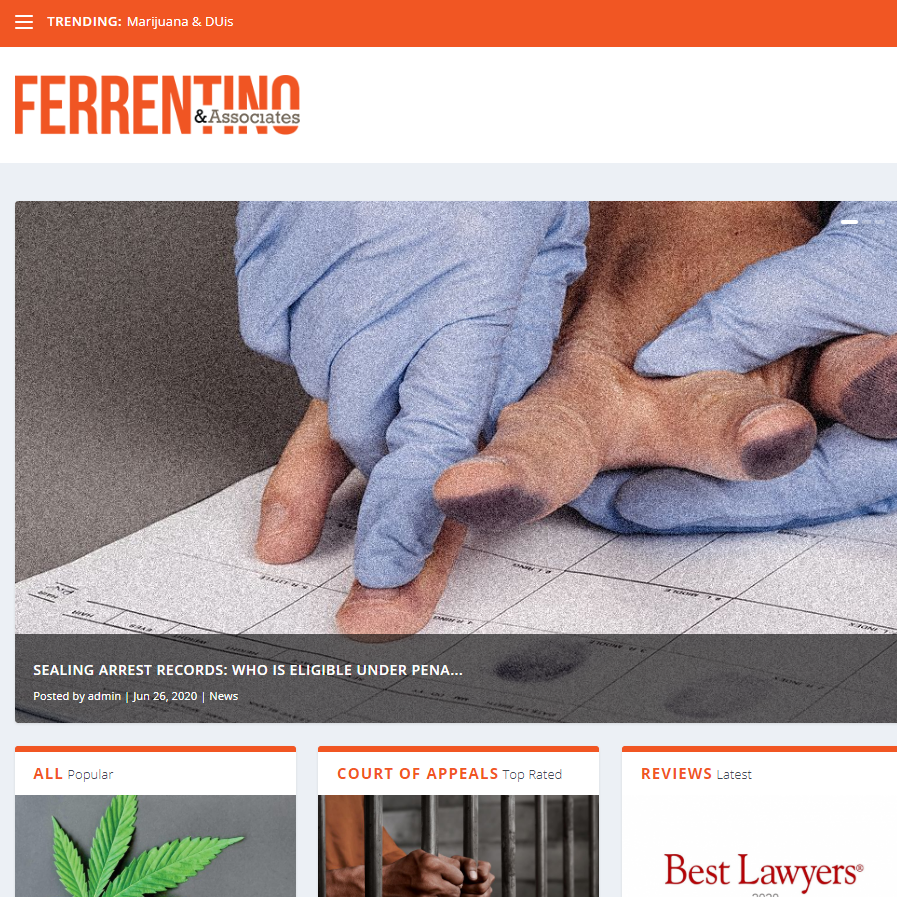 TRENDING: Marijuana & DUis
FERRENTINO
& Associates
SEALING ARREST RECORDS: WHO IS ELIGIBLE UNDER PENA...
Posted by admin | Jun 26, 2020 | News
ALL Popular
COURT OF APPEALS Top Rated
REVIEWS Latest
Best Lawyers®